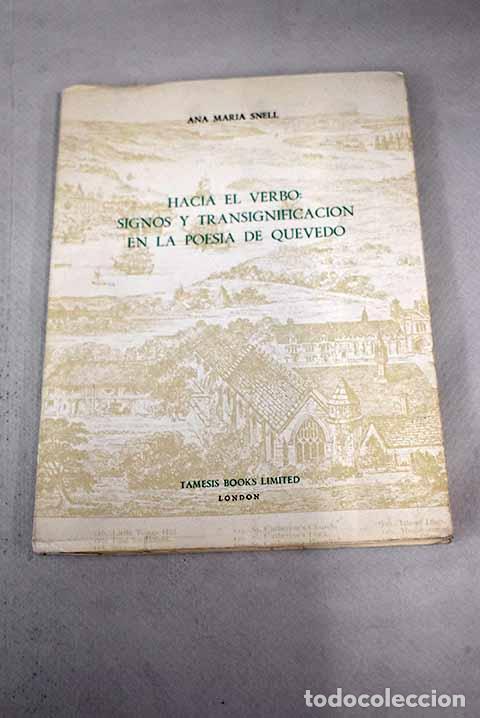 ANA MARIA SNELL
HACIA EL VERBO:
SIGNOS Y TRANSIGNIFICACION
EN LA POESIA DE QUEVEDO
TAMESIS BOOKS LIMITED
LONDON
todocoleccion